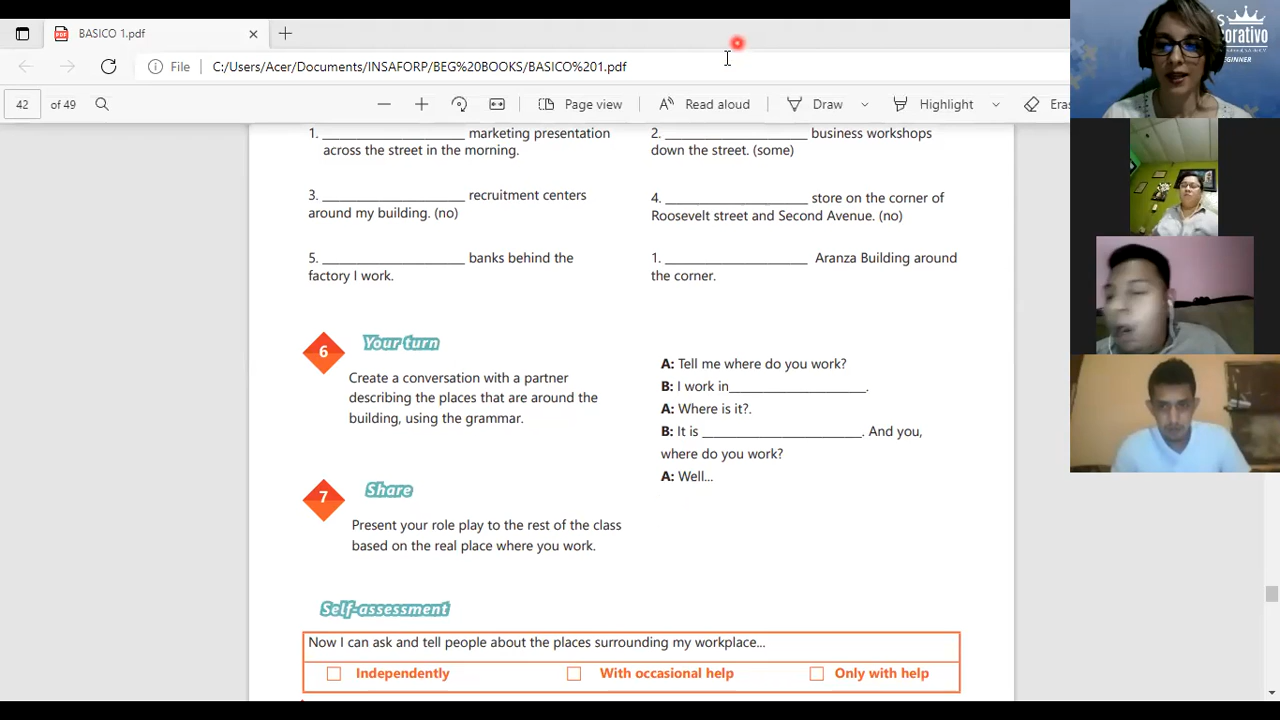 BASICO 1.pdf
File
C:/Users/Acer/Documents/INSAFORP/BEG%20BOOKS/BASICO%201.pdf
42 of 49
Page view
Read aloud
Draw
Highlight
orativo
EGINNER
1. ____________________ marketing presentation
across the street in the morning.
2. ____________________ business workshops
down the street. (some)
3. ____________________ recruitment centers
around my building. (no)
4. ____________________ store on the corner of
Roosevelt street and Second Avenue. (no)
5. ____________________ banks behind the
factory I work.
1. ____________________ Aranza Building around
the corner.
6
Your turn
Create a conversation with a partner
describing the places that are around the
building, using the grammar.
A: Tell me where do you work?
B: I work in____________________.
A: Where is it?.
B: It is _______________________. And you,
where do you work?
A: Well...
7
Share
Present your role play to the rest of the class
based on the real place where you work.
Self-assessment
Now I can ask and tell people about the places surrounding my workplace...
Independently
With occasional help
Only with help